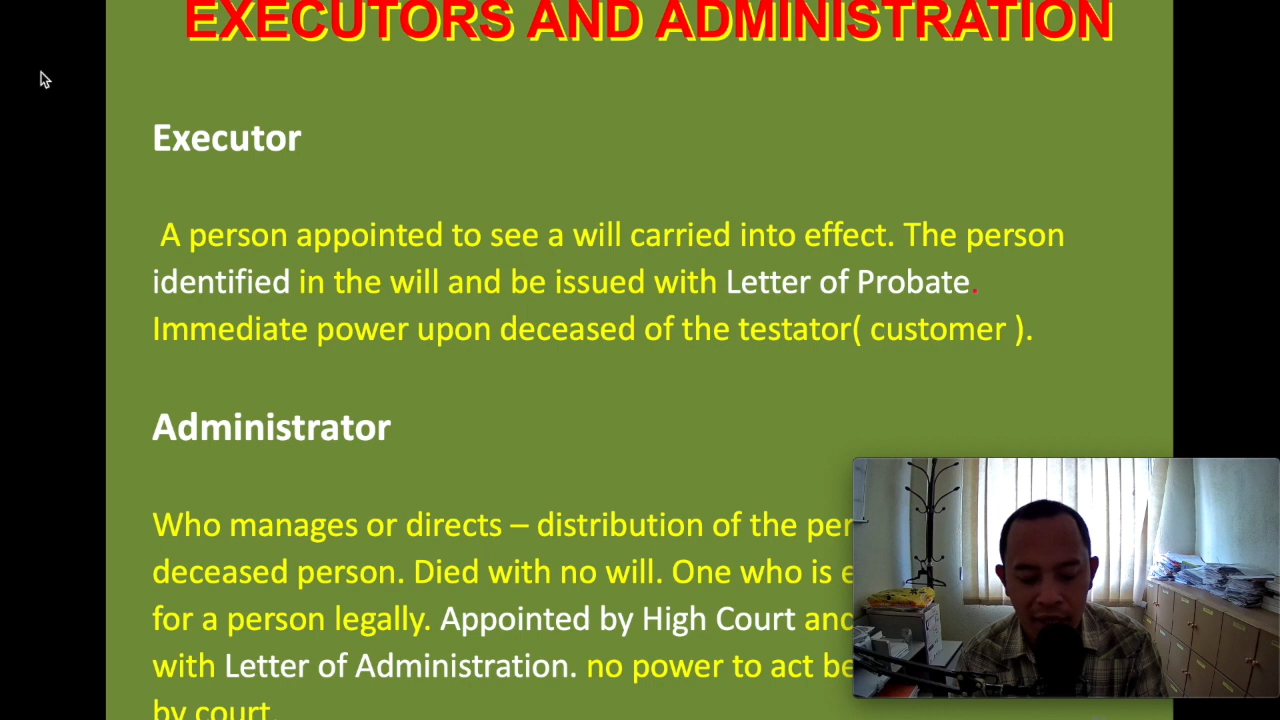 EXECUTORS AND ADMINISTRATION
Executor
A person appointed to see a will carried into effect. The person
identified in the will and be issued with Letter of Probate.
Immediate power upon deceased of the testator( customer ).
Administrator
Who manages or directs – distribution of the
deceased person. Died with no will. One who is
for a person legally. Appointed by High Court and
with Letter of Administration. no power to act
by court.